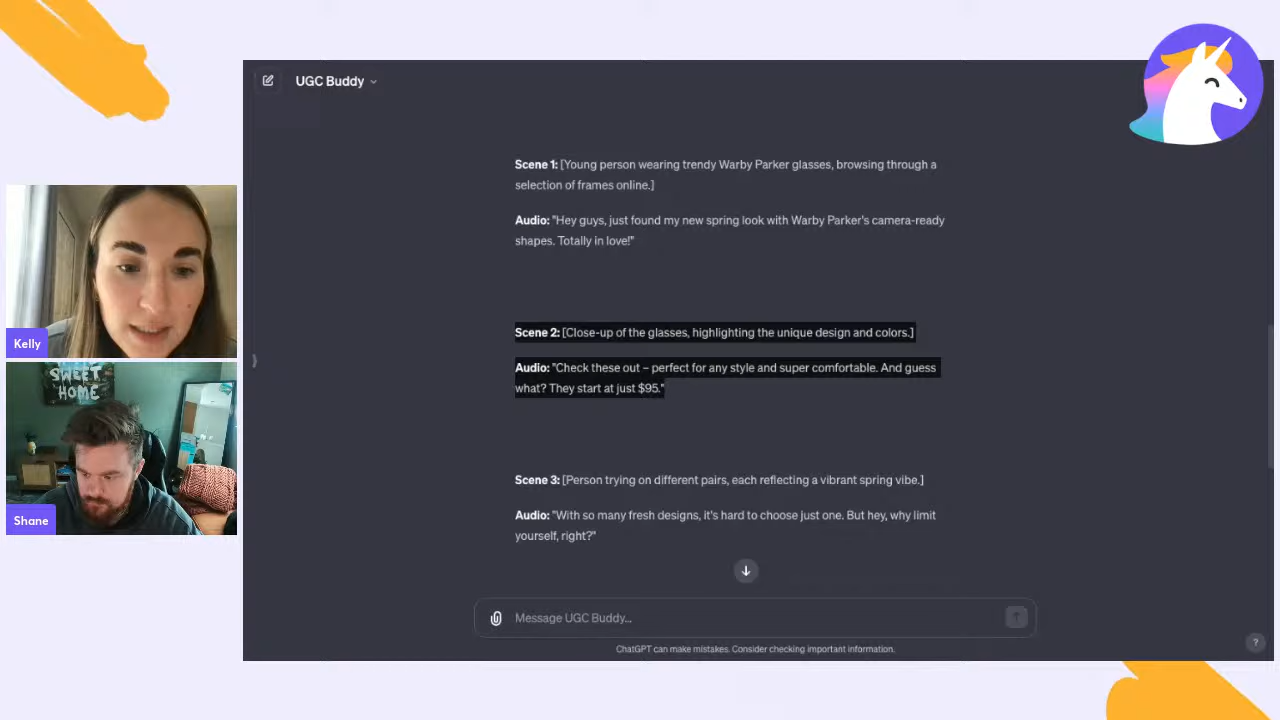 UGC Buddy
Scene 1: [Young person wearing trendy Warby Parker glasses, browsing through a
selection of frames online.]
Audio: "Hey guys, just found my new spring look with Warby Parker's camera-ready
shapes. Totally in love!"
Scene 2: [Close-up of the glasses, highlighting the unique design and colors.]
Audio: "Check these out – perfect for any style and super comfortable. And guess
what? They start at just $95."
Scene 3: [Person trying on different pairs, each reflecting a vibrant spring vibe.]
Audio: "With so many fresh designs, it's hard to choose just one. But hey, why limit
yourself, right?"
Message UGC Buddy...
ChatGPT can make mistakes. Consider checking important information.
?
Kelly
SWEET
HOME
Shane